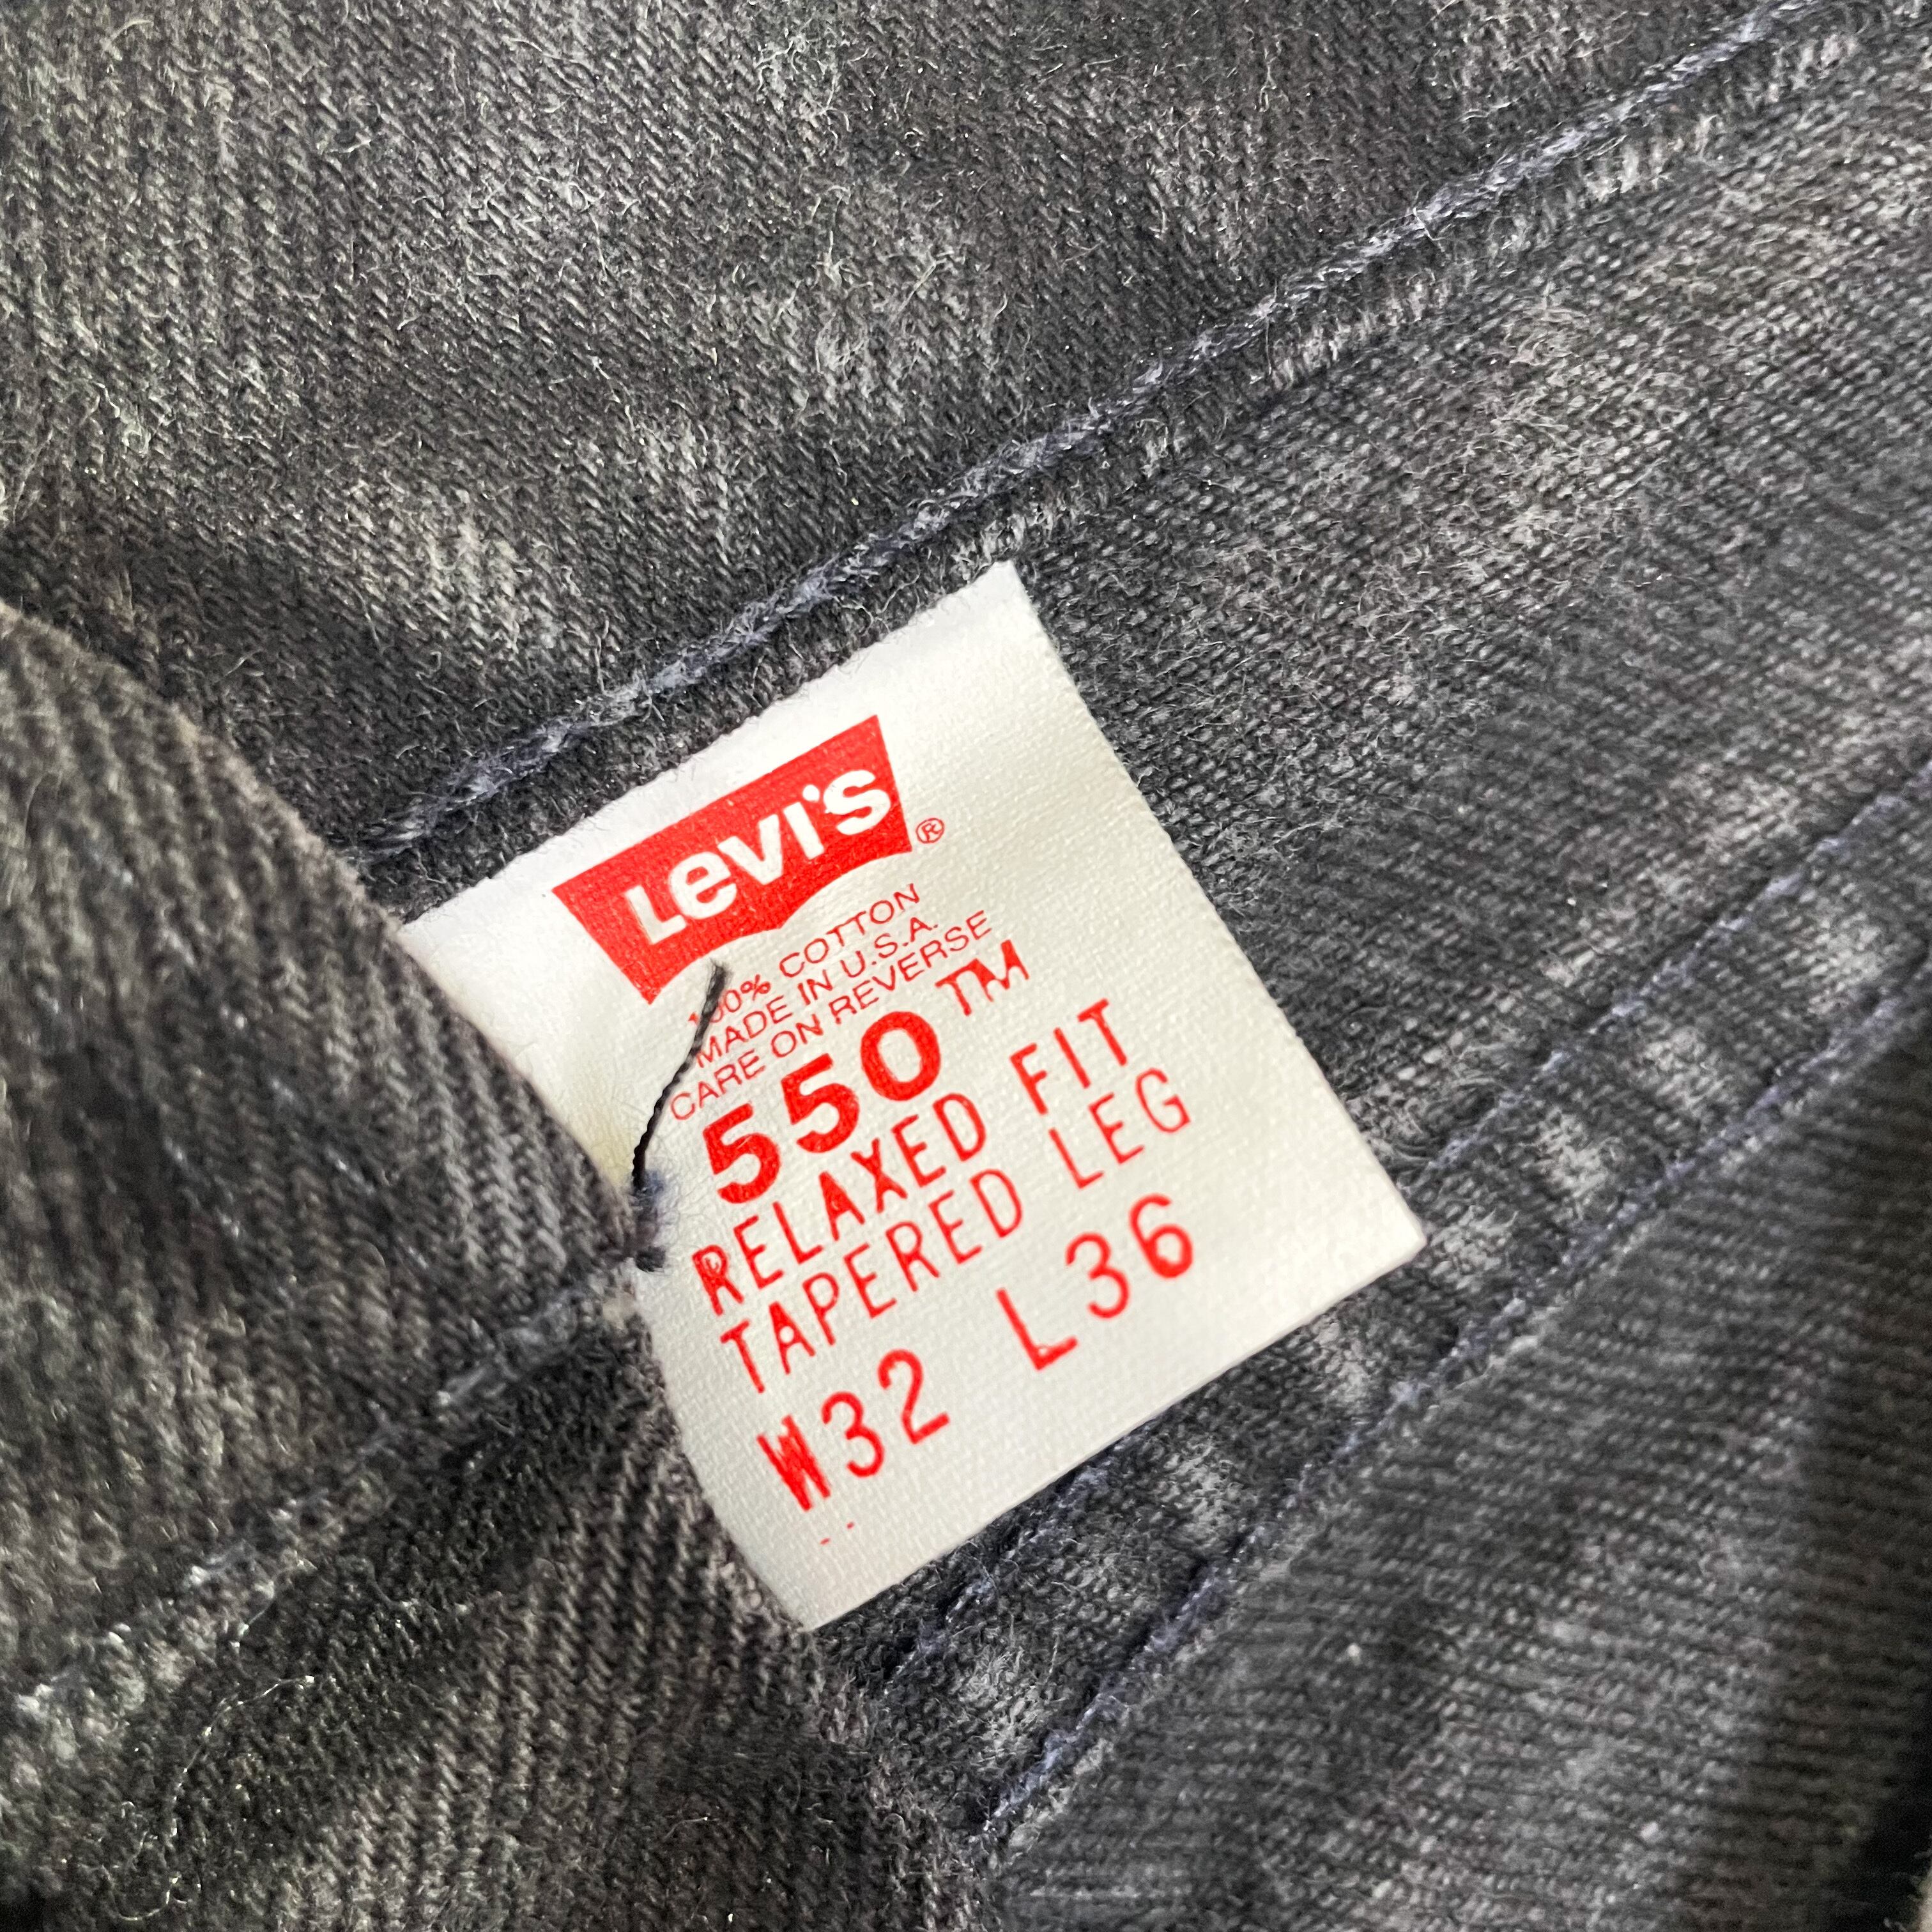 Levi's®
100% COTTON
MADE IN U.S.A.
CARE ON REVERSE
550™
RELAXED FIT
TAPERED LEG
W32 L36